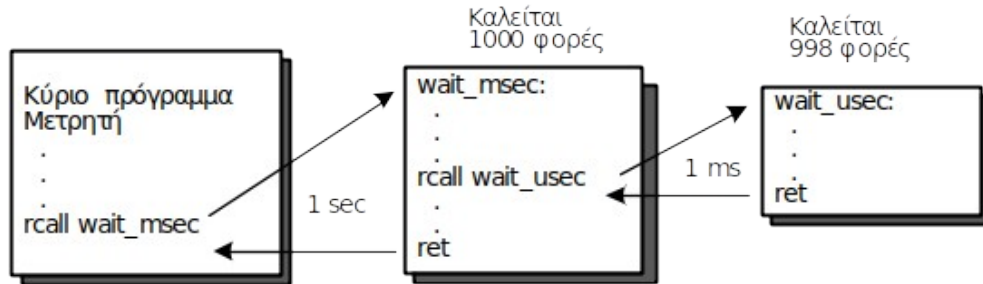 Κύριο πρόγραμμα
Μετρητή
.
.
.
rcall wait_msec
1 sec
Καλείται
1000 φορές
wait_msec:
.
.
.
rcall wait_usec
.
.
ret
1 ms
Καλείται
998 φορές
wait_usec:
.
.
.
ret